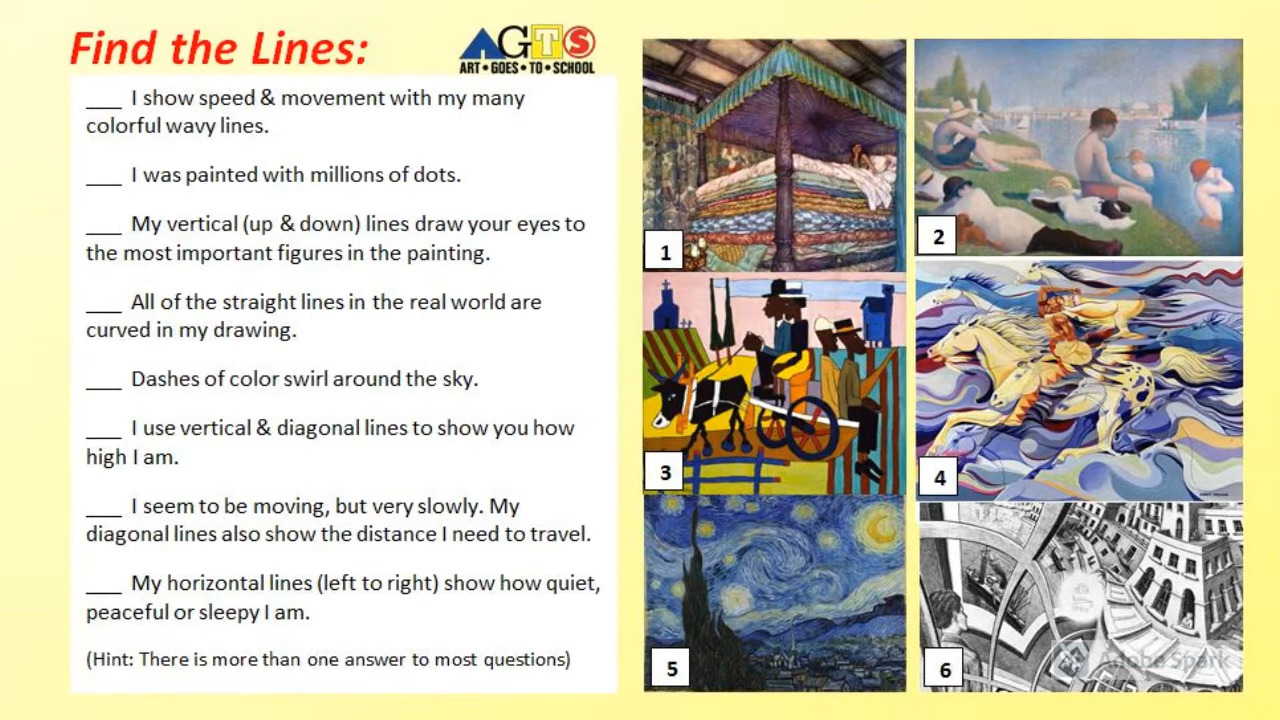 Find the Lines:
AGTS
ART•GOES•TO•SCHOOL
___ I show speed & movement with my many
colorful wavy lines.
___ I was painted with millions of dots.
___ My vertical (up & down) lines draw your eyes to
the most important figures in the painting.
___ All of the straight lines in the real world are
curved in my drawing.
___ Dashes of color swirl around the sky.
___ I use vertical & diagonal lines to show you how
high I am.
___ I seem to be moving, but very slowly. My
diagonal lines also show the distance I need to travel.
___ My horizontal lines (left to right) show how quiet,
peaceful or sleepy I am.
(Hint: There is more than one answer to most questions)
1
2
3
4
5
6
Adobe Spark